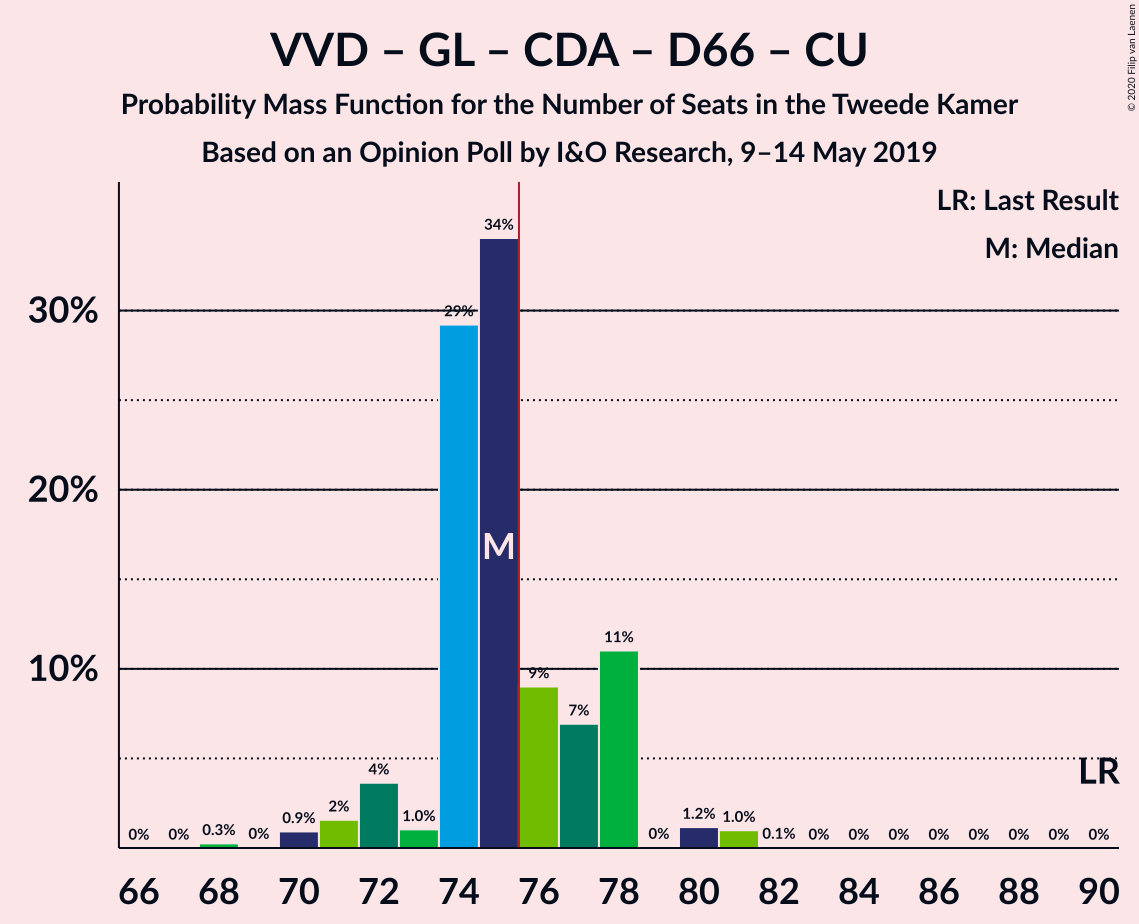 VVD – GL – CDA – D66 – CU
Probability Mass Function for the Number of Seats in the Tweede Kamer
Based on an Opinion Poll by I&O Research, 9–14 May 2019
© 2020 Filip van Laenen
LR: Last Result
M: Median
30%
20%
10%
0% 0% 0.3% 0% 0.9% 2% 4% 1.0% 29% 34% 9% 7% 11% 0% 1.2% 1.0% 0.1% 0% 0% 0% 0% 0% 0% 0% 0%
M
LR
66 68 70 72 74 76 78 80 82 84 86 88 90